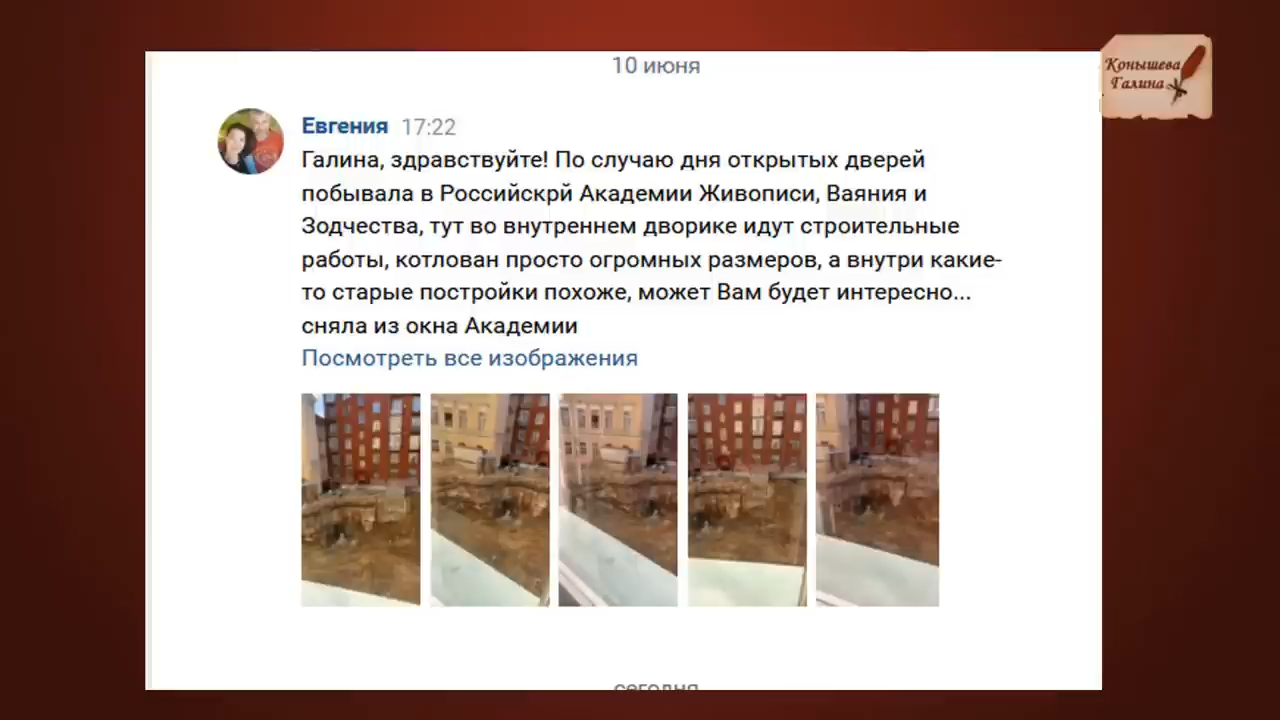 10 июня
Конышева
Галина
Евгения 17:22
Галина, здравствуйте! По случаю дня открытых дверей
побывала в Российскрй Академии Живописи, Ваяния и
Зодчества, тут во внутреннем дворике идут строительные
работы, котлован просто огромных размеров, а внутри какие-
то старые постройки похоже, может Вам будет интересно...
сняла из окна Академии
Посмотреть все изображения
сегодня